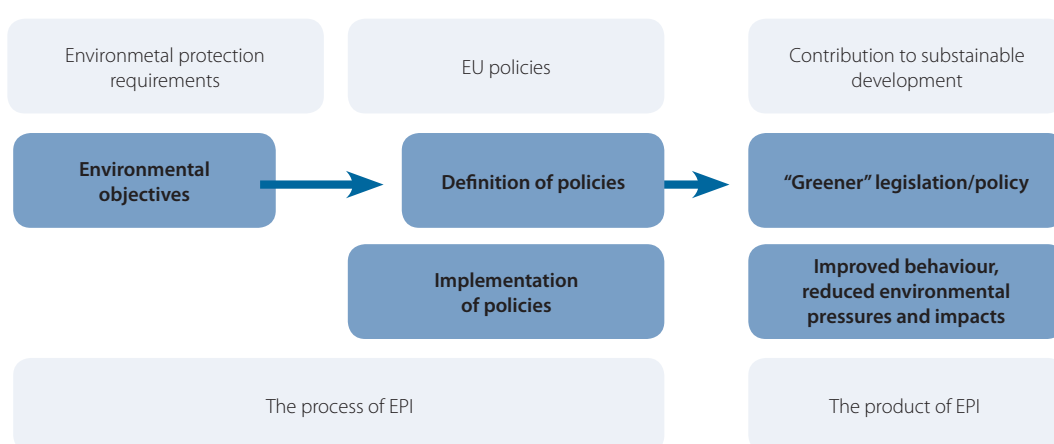 Environmetal protection
requirements
EU policies
Contribution to substainable
development
Environmental
objectives
Definition of policies
“Greener” legislation/policy
Implementation
of policies
Improved behaviour,
reduced environmental
pressures and impacts
The process of EPI
The product of EPI